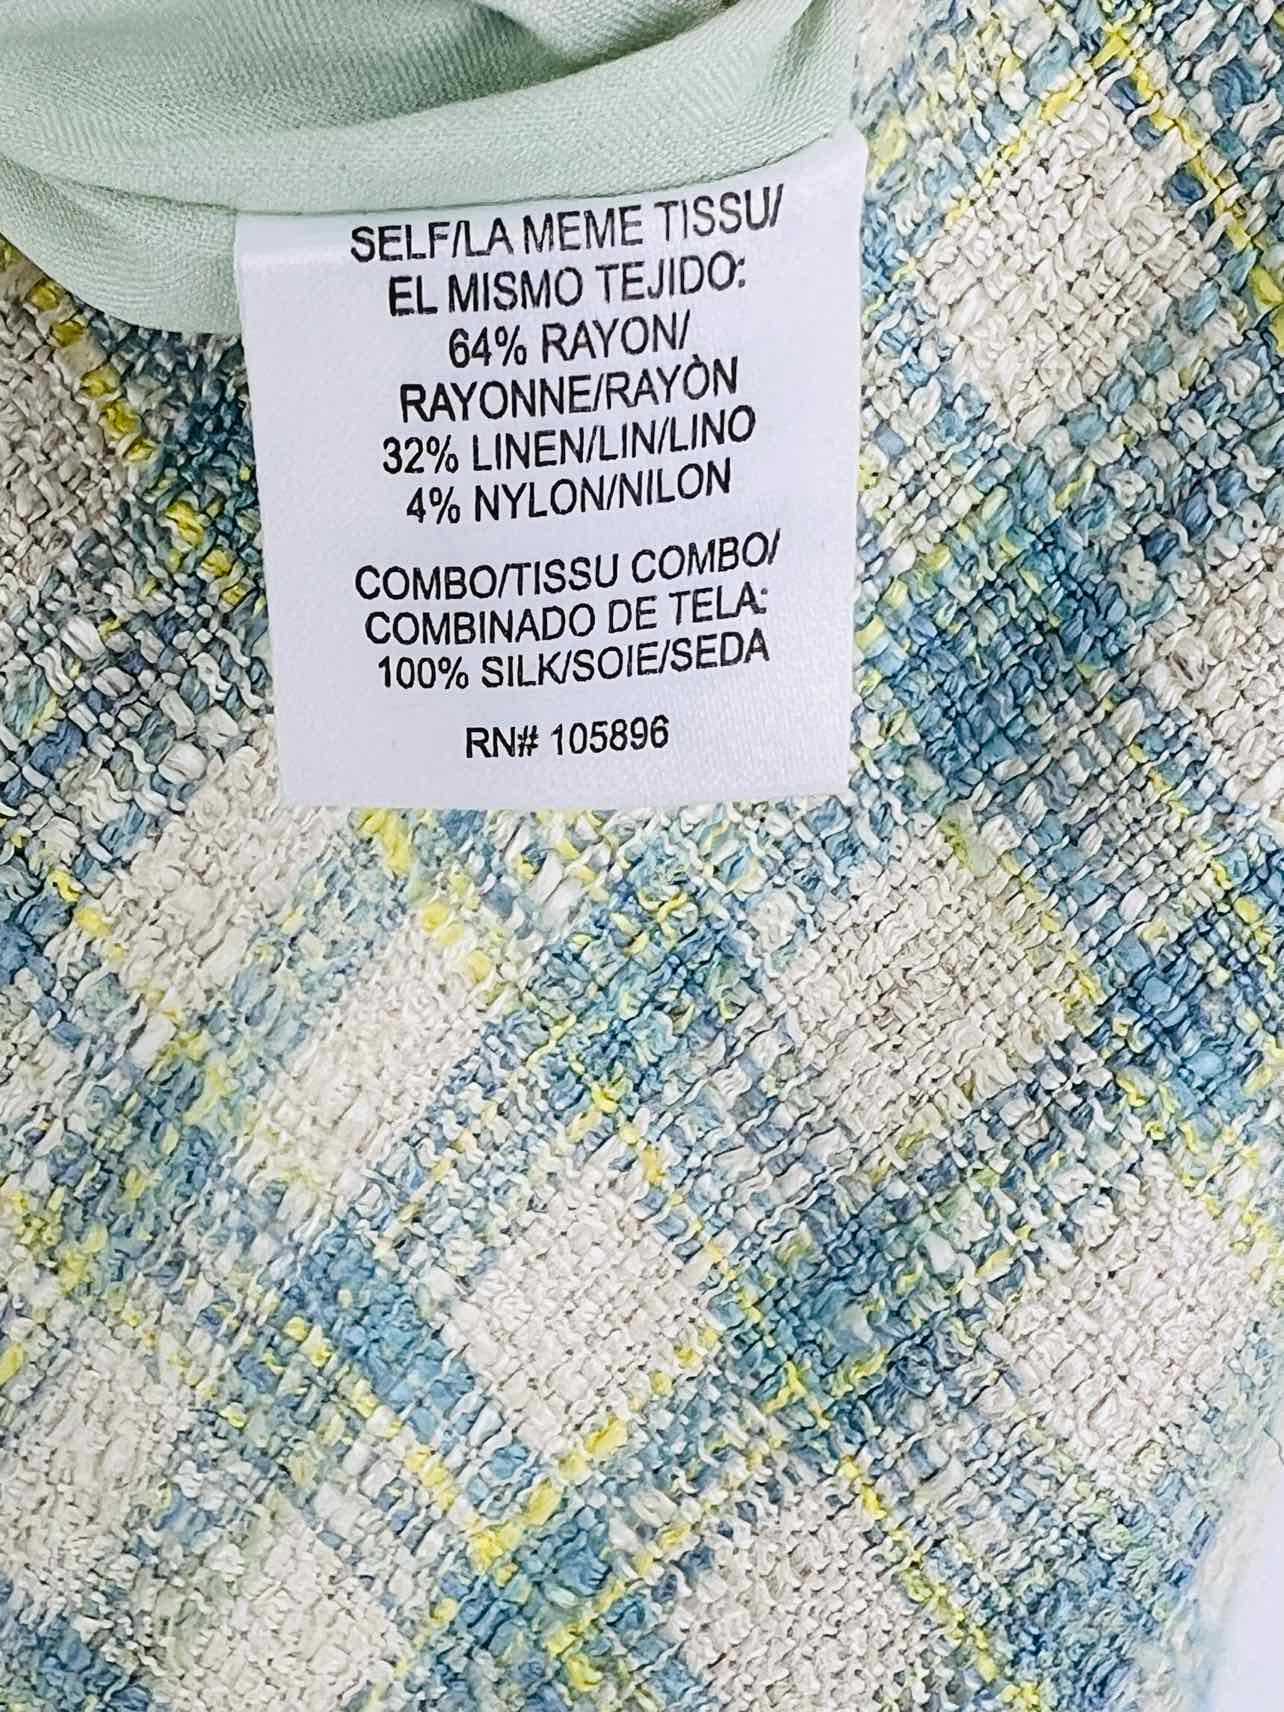 SELF/LA MEME TISSU/
EL MISMO TEJIDO:
64% RAYON/
RAYONNE/RAYÒN
32% LINEN/LIN/LINO
4% NYLON/NILON
COMBO/TISSU COMBO/
COMBINADO DE TELA:
100% SILK/SOIE/SEDA
RN# 105896